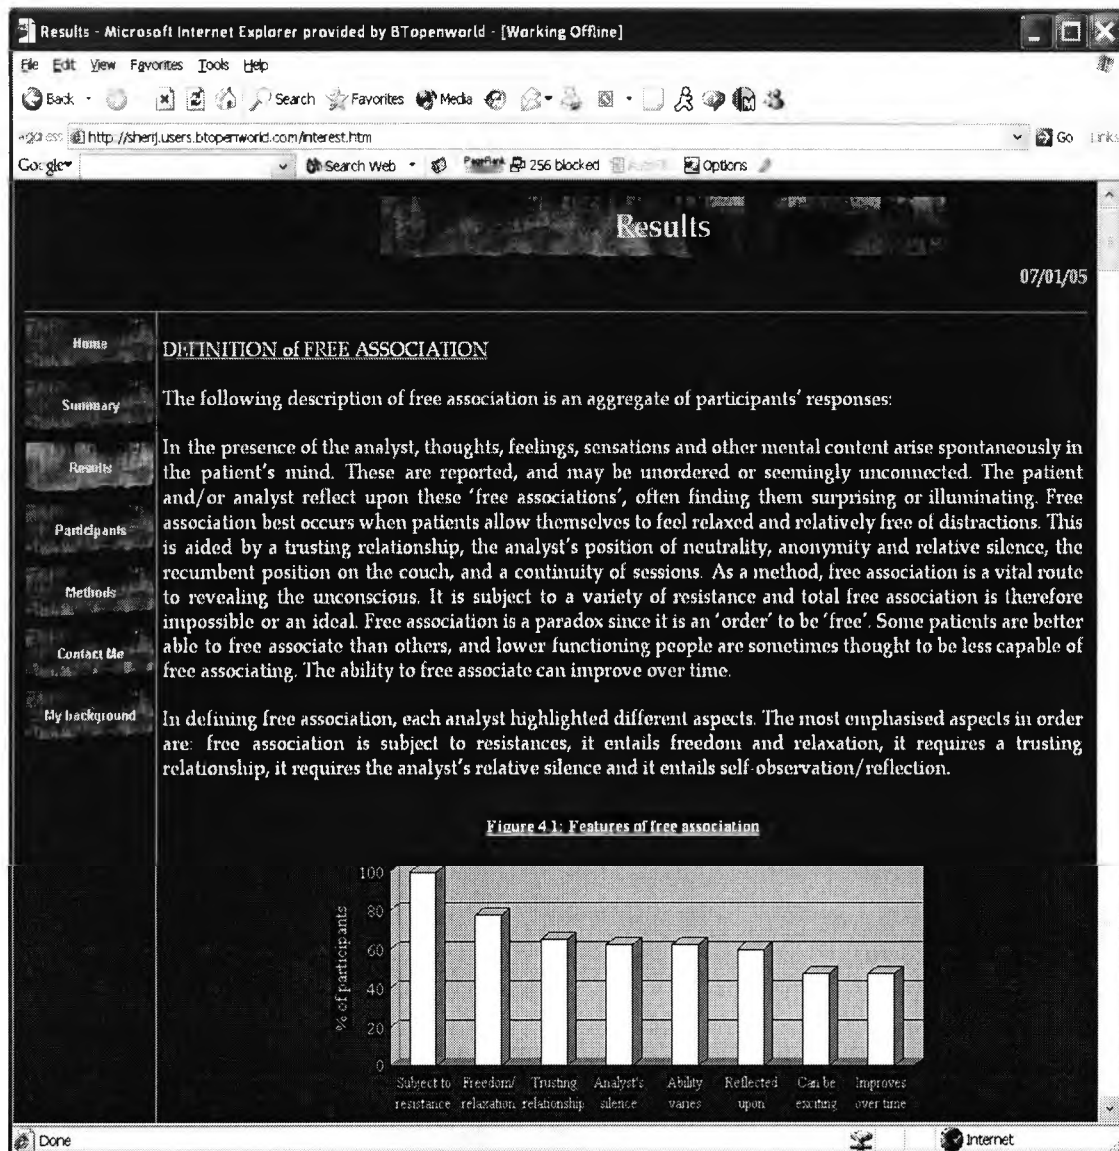 Results - Microsoft Internet Explorer provided by BTopenworld - [Working Offline]
File Edit View Favorites Tools Help
Back Search Favorites Media
http://sherij.users.btopenworld.com/interest.htm Go Links
Google Search Web PageRank 256 blocked Options
Results
07/01/05
Home
Summary
Results
Participants
Methods
Contact Me
My background
DEFINITION of FREE ASSOCIATION
The following description of free association is an aggregate of participants' responses:
In the presence of the analyst, thoughts, feelings, sensations and other mental content arise spontaneously in
the patient's mind. These are reported, and may be unordered or seemingly unconnected. The patient
and/or analyst reflect upon these 'free associations', often finding them surprising or illuminating. Free
association best occurs when patients allow themselves to feel relaxed and relatively free of distractions. This
is aided by a trusting relationship, the analyst's position of neutrality, anonymity and relative silence, the
recumbent position on the couch, and a continuity of sessions. As a method, free association is a vital route
to revealing the unconscious. It is subject to a variety of resistance and total free association is therefore
impossible or an ideal. Free association is a paradox since it is an 'order' to be 'free'. Some patients are better
able to free associate than others, and lower functioning people are sometimes thought to be less capable of
free associating. The ability to free associate can improve over time.
In defining free association, each analyst highlighted different aspects. The most emphasised aspects in order
are: free association is subject to resistances, it entails freedom and relaxation, it requires a trusting
relationship, it requires the analyst's relative silence and it entails self-observation/reflection.
Figure 4.1: Features of free association
% of participants
100
80
60
40
20
0
Subject to resistance
Freedom/ relaxation
Trusting relationship
Analyst's silence
Ability varies
Reflected upon
Can be exciting
Improves over time
Done Internet